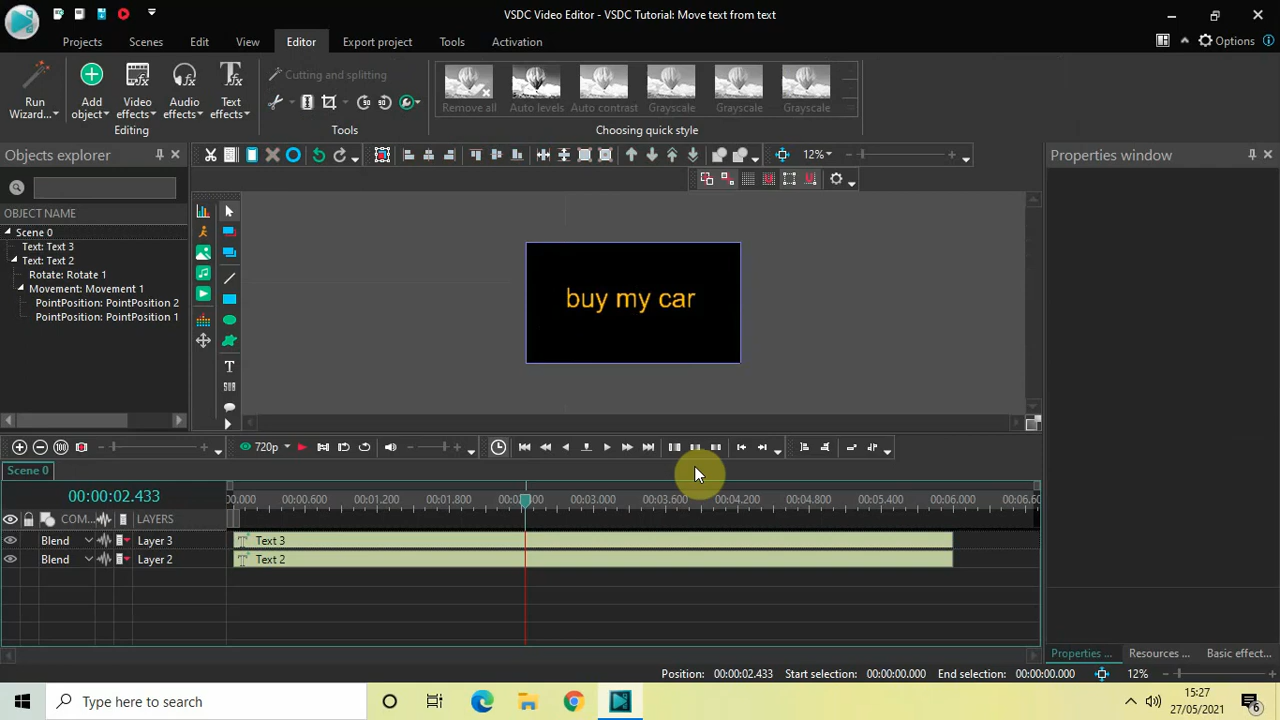 VSDC Video Editor - VSDC Tutorial: Move text from text
Projects Scenes Edit View Editor Export project Tools Activation Options
Run Wizard...
Add object
Video effects
Audio effects
Text effects
Editing
Cutting and splitting
Tools
Remove all Auto levels Auto contrast Grayscale Grayscale Grayscale
Choosing quick style
Objects explorer
12%
Properties window
OBJECT NAME
Scene 0
Text: Text 3
Text: Text 2
Rotate: Rotate 1
Movement: Movement 1
PointPosition: PointPosition 2
PointPosition: PointPosition 1
buy my car
T
720p
Scene 0
00:00:02.433
00.000 00:00.600 00:01.200 00:01.800 00:03.000 00:03.600 00:04.200 00:04.800 00:05.400 00:06.000 00:06.6
COM... LAYERS
Blend Layer 3 Text 3
Blend Layer 2 Text 2
Properties ... Resources ... Basic effect...
Position: 00:00:02.433 Start selection: 00:00:00.000 End selection: 00:00:00.000 12%
Type here to search
15:27
27/05/2021
6